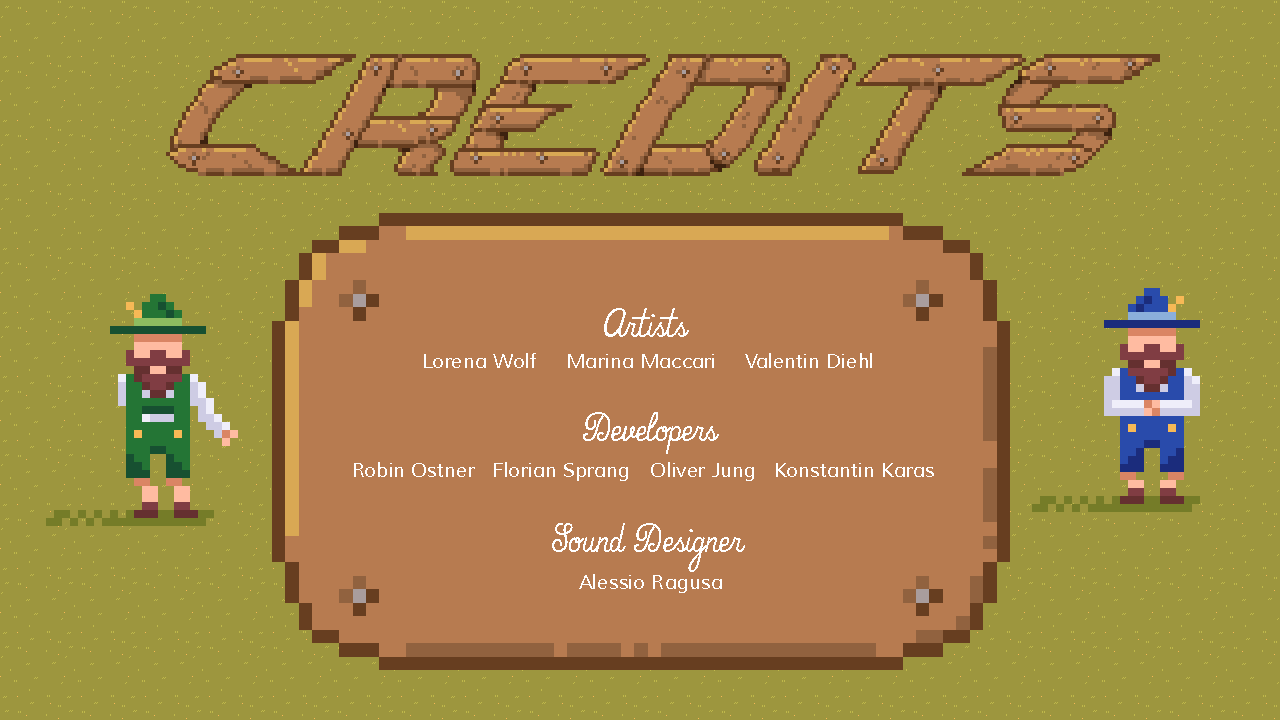 CREDITS
Artists
Lorena Wolf Marina Maccari Valentin Diehl
Developers
Robin Ostner Florian Sprang Oliver Jung Konstantin Karas
Sound Designer
Alessio Ragusa